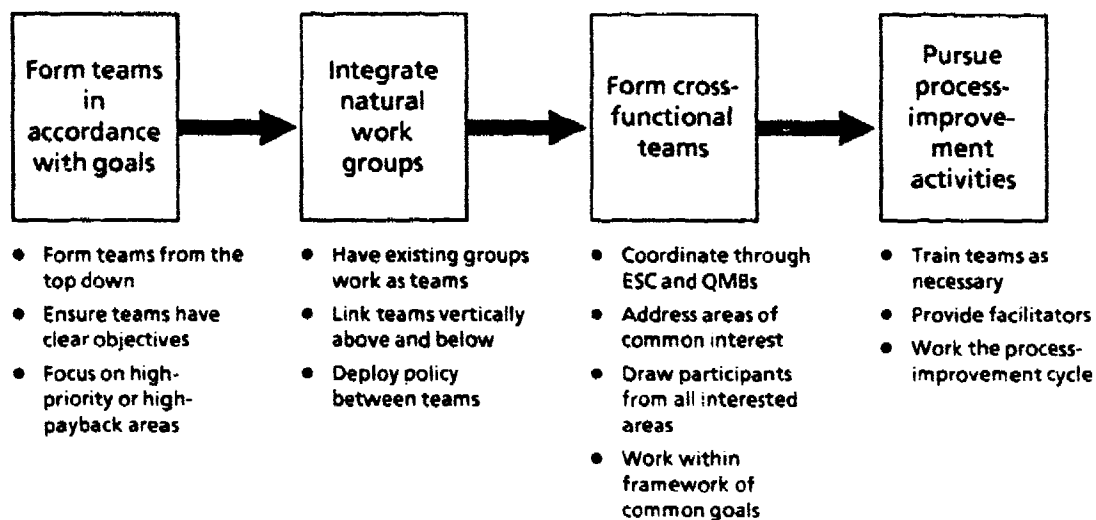 Form teams
in
accordance
with goals
Integrate
natural
work
groups
Form cross-
functional
teams
Pursue
process-
improve-
ment
activities
● Form teams from the
top down
● Ensure teams have
clear objectives
● Focus on high-
priority or high-
payback areas
● Have existing groups
work as teams
● Link teams vertically
above and below
● Deploy policy
between teams
● Coordinate through
ESC and QMBs
● Address areas of
common interest
● Draw participants
from all interested
areas
● Work within
framework of
common goals
● Train teams as
necessary
● Provide facilitators
● Work the process-
improvement cycle